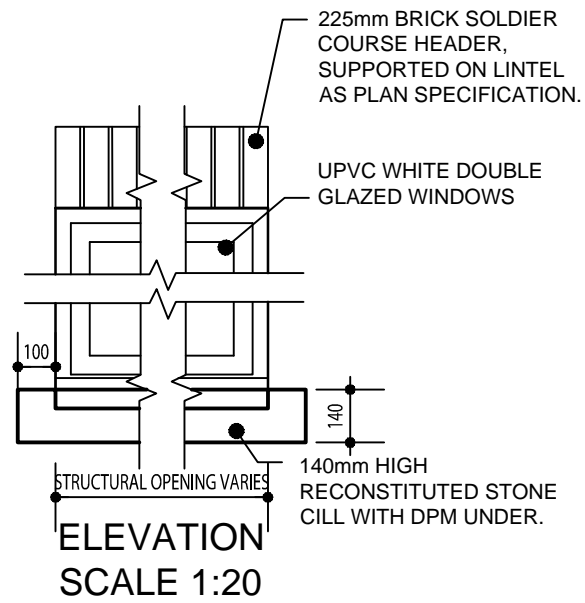 225mm BRICK SOLDIER
COURSE HEADER,
SUPPORTED ON LINTEL
AS PLAN SPECIFICATION.
UPVC WHITE DOUBLE
GLAZED WINDOWS
100
140
140mm HIGH
RECONSTITUTED STONE
CILL WITH DPM UNDER.
STRUCTURAL OPENING VARIES
ELEVATION
SCALE 1:20